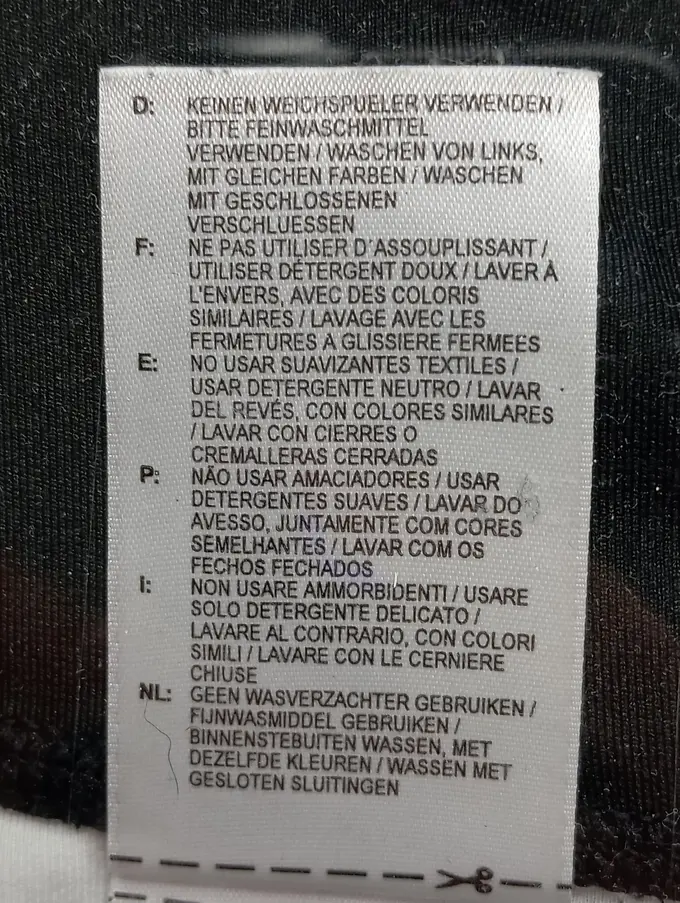 D: KEINEN WEICHSPUELER VERWENDEN /
BITTE FEINWASCHMITTEL
VERWENDEN / WASCHEN VON LINKS,
MIT GLEICHEN FARBEN / WASCHEN
MIT GESCHLOSSENEN
VERSCHLUESSEN
F: NE PAS UTILISER D'ASSOUPLISSANT /
UTILISER DÉTERGENT DOUX / LAVER À
L'ENVERS, AVEC DES COLORIS
SIMILAIRES / LAVAGE AVEC LES
FERMETURES A GLISSIERE FERMEES
E: NO USAR SUAVIZANTES TEXTILES /
USAR DETERGENTE NEUTRO / LAVAR
DEL REVÉS, CON COLORES SIMILARES
/ LAVAR CON CIERRES O
CREMALLERAS CERRADAS
P: NÃO USAR AMACIADORES / USAR
DETERGENTES SUAVES / LAVAR DO
AVESSO, JUNTAMENTE COM CORES
SEMELHANTES / LAVAR COM OS
FECHOS FECHADOS
I: NON USARE AMMORBIDENTI / USARE
SOLO DETERGENTE DELICATO /
LAVARE AL CONTRARIO, CON COLORI
SIMILI / LAVARE CON LE CERNIERE
CHIUSE
NL: GEEN WASVERZACHTER GEBRUIKEN /
FIJNWASMIDDEL GEBRUIKEN /
BINNENSTEBUITEN WASSEN, MET
DEZELFDE KLEUREN / WASSEN MET
GESLOTEN SLUITINGEN